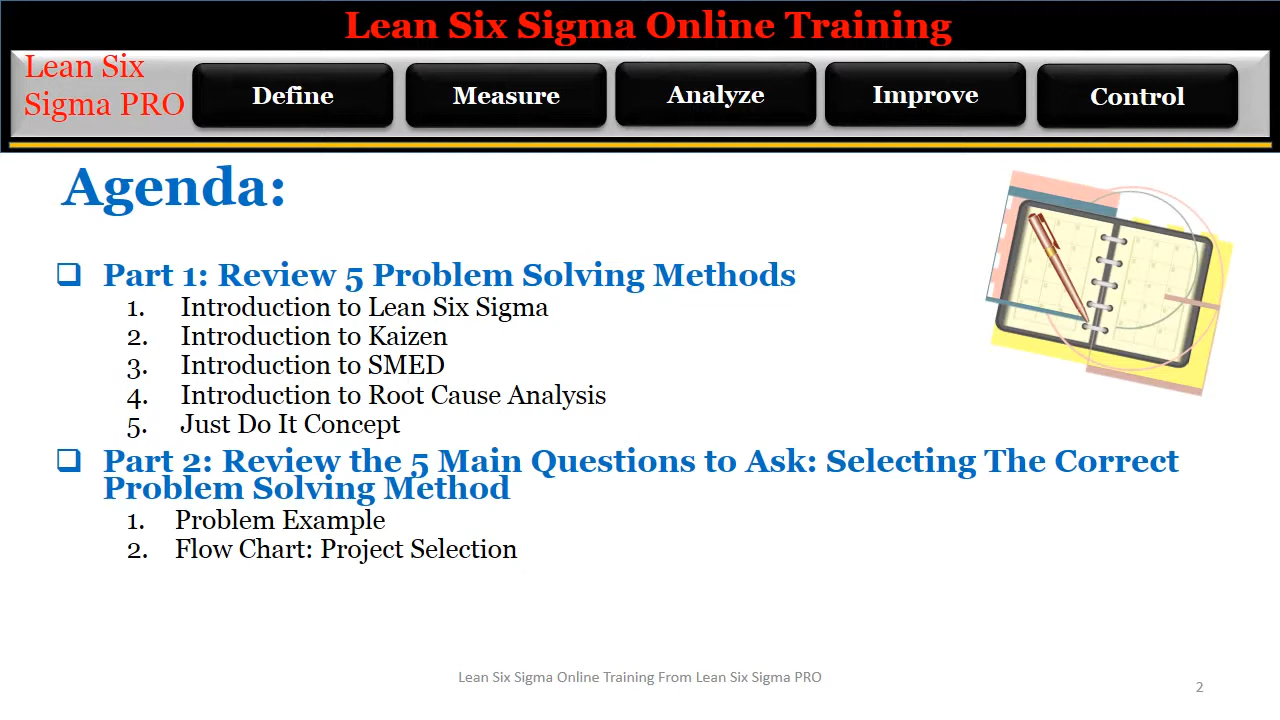 Lean Six Sigma Online Training
Lean Six
Sigma PRO
Define
Measure
Analyze
Improve
Control
Agenda:
Part 1: Review 5 Problem Solving Methods
1. Introduction to Lean Six Sigma
2. Introduction to Kaizen
3. Introduction to SMED
4. Introduction to Root Cause Analysis
5. Just Do It Concept
Part 2: Review the 5 Main Questions to Ask: Selecting The Correct
Problem Solving Method
1. Problem Example
2. Flow Chart: Project Selection
Lean Six Sigma Online Training From Lean Six Sigma PRO
2